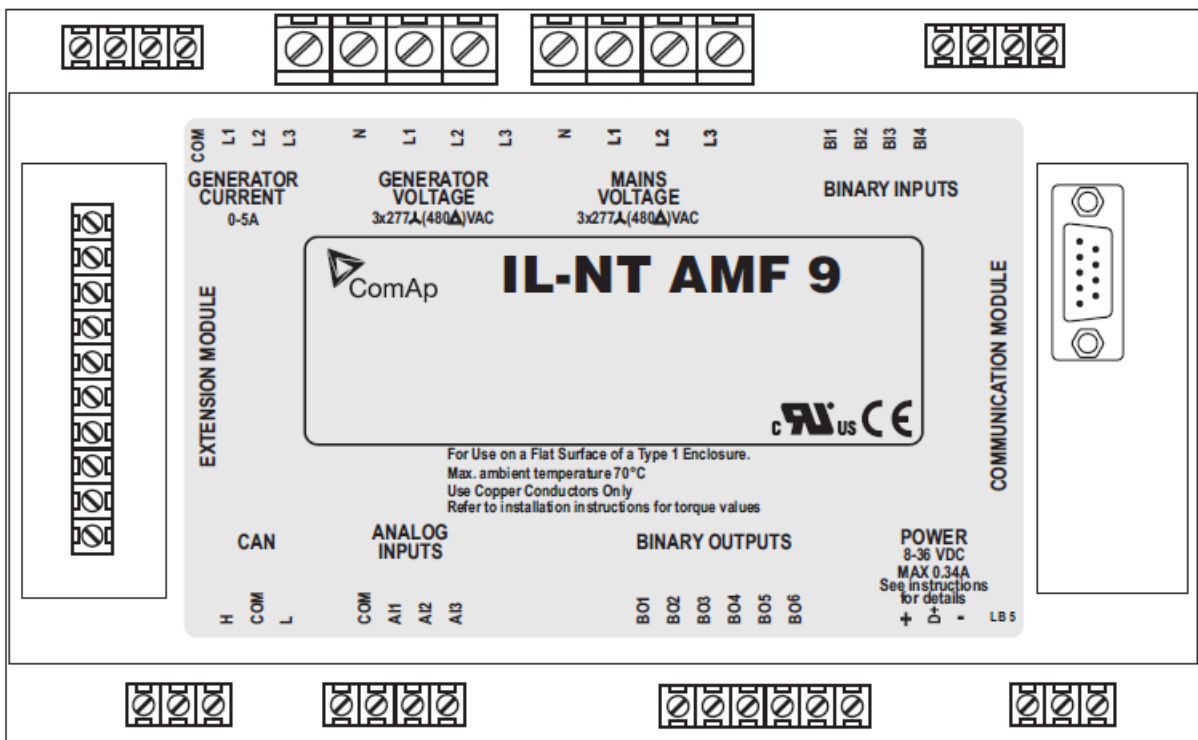 COM L1 L2 L3 N L1 L2 L3 N L1 L2 L3 BI1 BI2 BI3 BI4
GENERATOR
CURRENT
0-5A
GENERATOR
VOLTAGE
3x277⅄(480Δ)VAC
MAINS
VOLTAGE
3x277⅄(480Δ)VAC
BINARY INPUTS
EXTENSION MODULE
ComAp
IL-NT AMF 9
c RU US CE
COMMUNICATION MODULE
For Use on a Flat Surface of a Type 1 Enclosure.
Max. ambient temperature 70°C
Use Copper Conductors Only
Refer to installation instructions for torque values
CAN
ANALOG
INPUTS
BINARY OUTPUTS
POWER
8-36 VDC
MAX 0.34A
See instructions
for details
H COM L COM AI1 AI2 AI3 BO1 BO2 BO3 BO4 BO5 BO6 + D+ - LB5